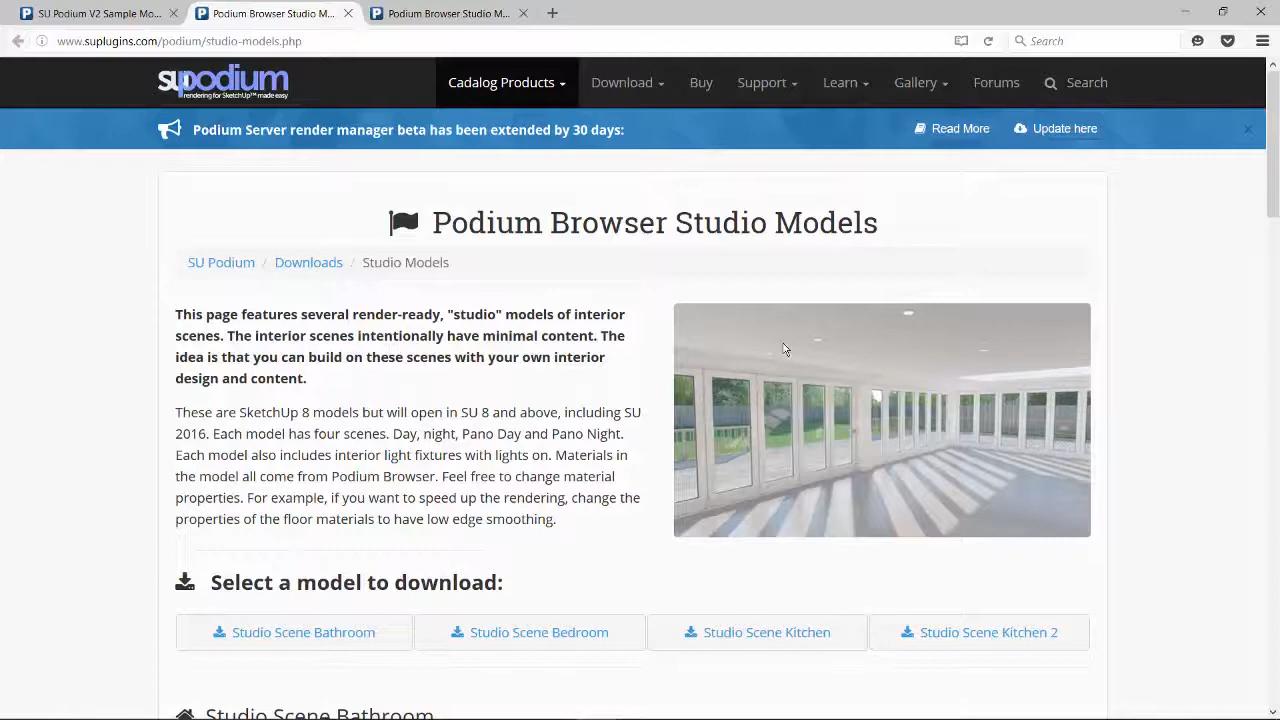 SU Podium V2 Sample Mo...
Podium Browser Studio M...
Podium Browser Studio M...
www.suplugins.com/podium/studio-models.php
Search
supodium
rendering for SketchUp™ made easy
Cadalog Products
Download
Buy
Support
Learn
Gallery
Forums
Search
Podium Server render manager beta has been extended by 30 days:
Read More
Update here
Podium Browser Studio Models
SU Podium / Downloads / Studio Models
This page features several render-ready, "studio" models of interior
scenes. The interior scenes intentionally have minimal content. The
idea is that you can build on these scenes with your own interior
design and content.
These are SketchUp 8 models but will open in SU 8 and above, including SU
2016. Each model has four scenes. Day, night, Pano Day and Pano Night.
Each model also includes interior light fixtures with lights on. Materials in
the model all come from Podium Browser. Feel free to change material
properties. For example, if you want to speed up the rendering, change the
properties of the floor materials to have low edge smoothing.
Select a model to download:
Studio Scene Bathroom
Studio Scene Bedroom
Studio Scene Kitchen
Studio Scene Kitchen 2
Studio Scene Bathroom